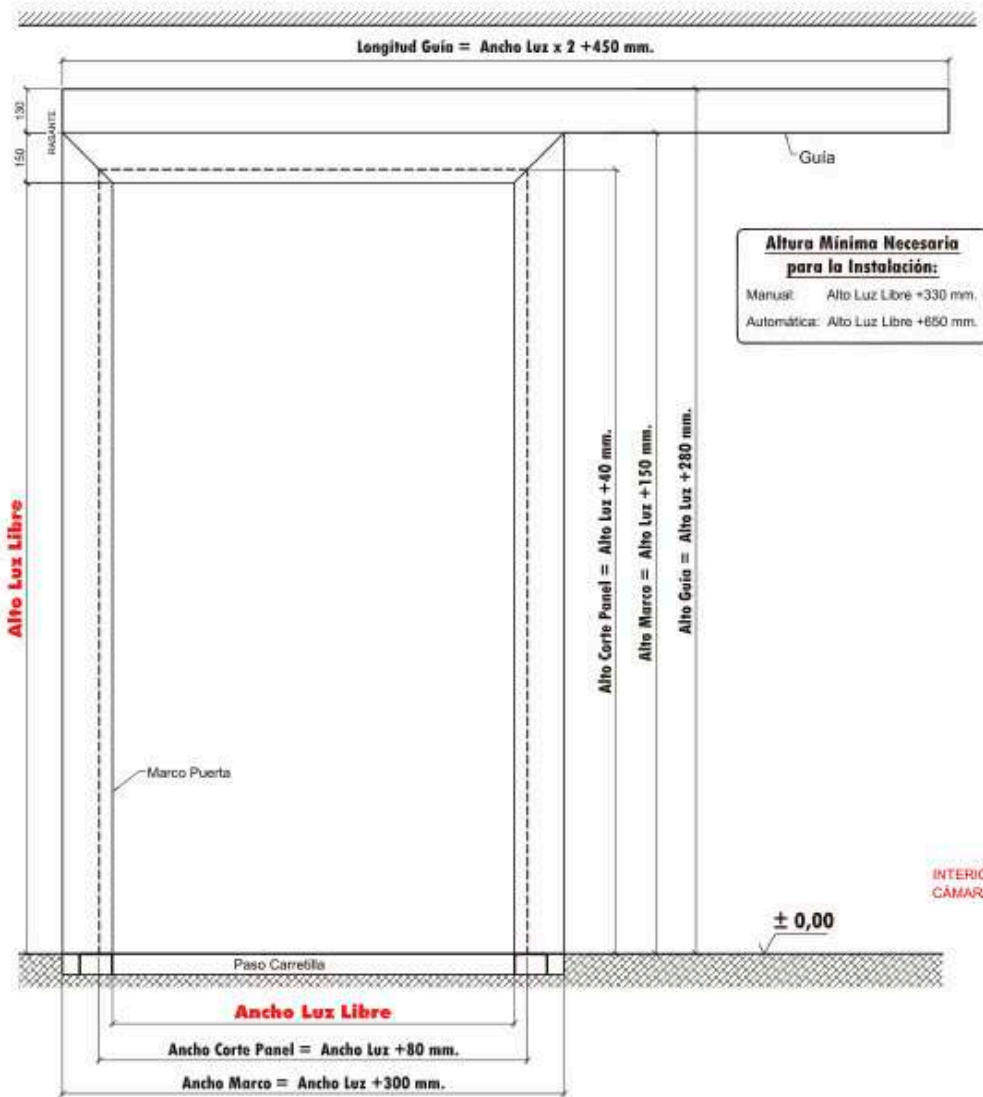 Longitud Guía = Ancho Luz x 2 +450 mm.
130
RASANTE
150
Guía
Altura Mínima Necesaria
para la Instalación:
Manual: Alto Luz Libre +330 mm.
Automática: Alto Luz Libre +650 mm.
Alto Luz Libre
Alto Corte Panel = Alto Luz +40 mm.
Alto Marco = Alto Luz +150 mm.
Alto Guía = Alto Luz +280 mm.
Marco Puerta
± 0,00
Paso Carretilla
Ancho Luz Libre
Ancho Corte Panel = Ancho Luz +80 mm.
Ancho Marco = Ancho Luz +300 mm.